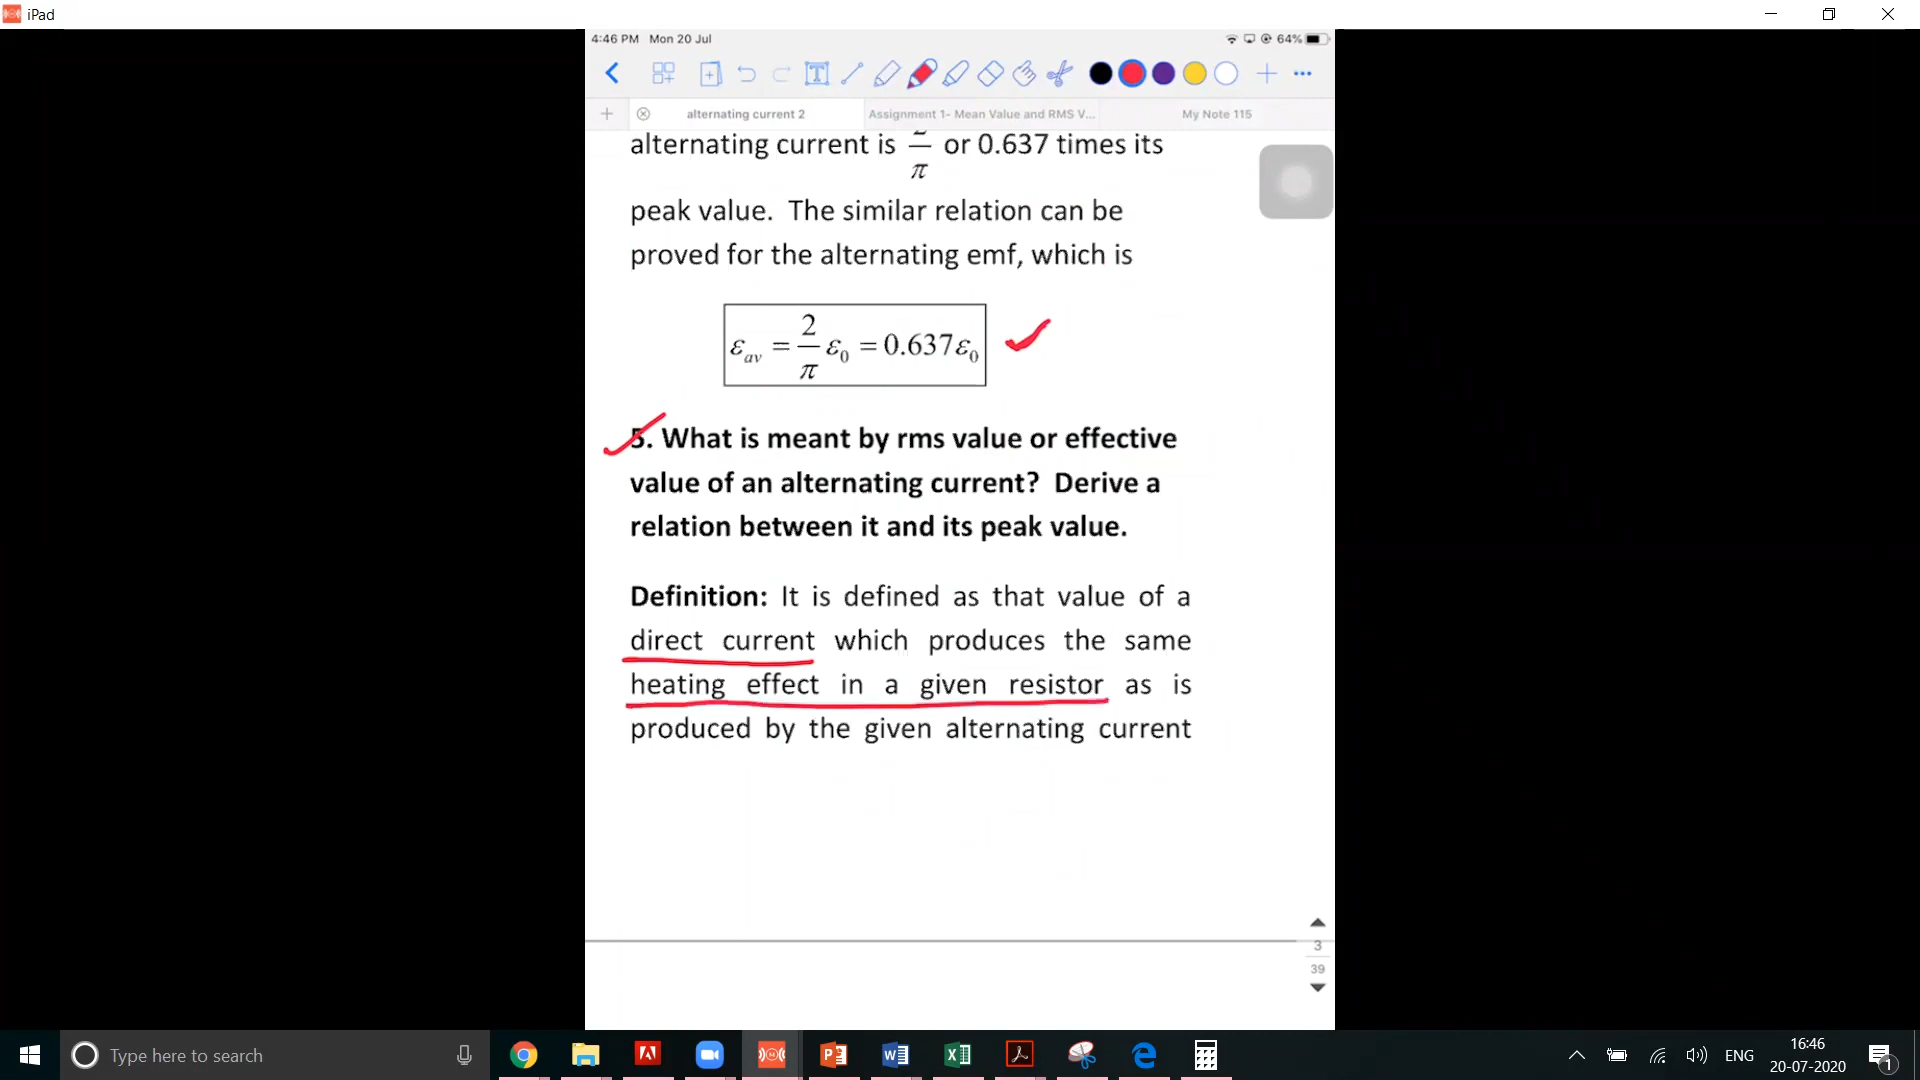 iPad
4:46 PM Mon 20 Jul
64%
alternating current 2
Assignment 1- Mean Value and RMS V...
My Note 115
alternating current is 2/π or 0.637 times its
peak value. The similar relation can be
proved for the alternating emf, which is
ε_av = 2/π ε_0 = 0.637ε_0
5. What is meant by rms value or effective
value of an alternating current? Derive a
relation between it and its peak value.
Definition: It is defined as that value of a
direct current which produces the same
heating effect in a given resistor as is
produced by the given alternating current
3
39
Type here to search
ENG
16:46
20-07-2020
1